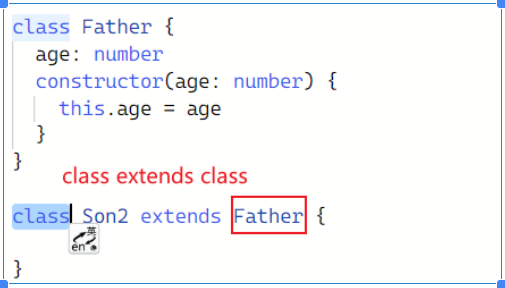 class Father {
age: number
constructor(age: number) {
this.age = age
}
}
class extends class
class Son2 extends Father {
en 英
}